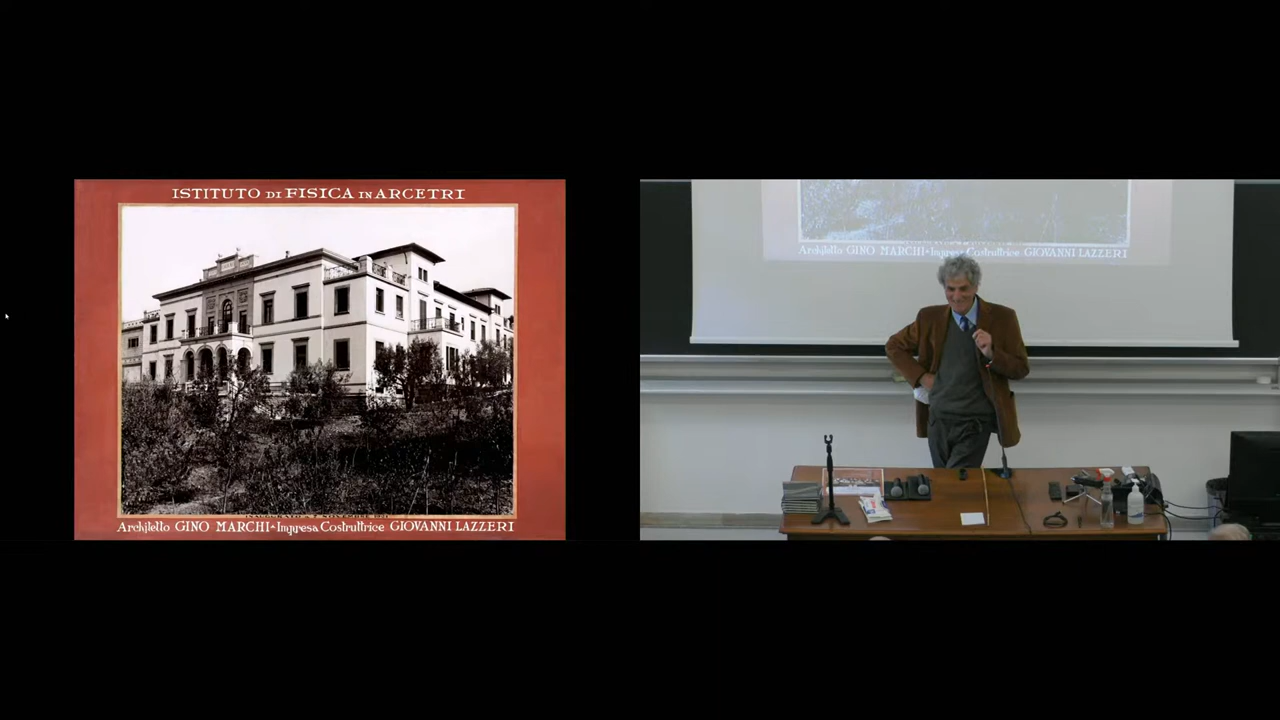 ISTITUTO DI FISICA IN ARCETRI
Architetto GINO MARCHI - Impresa Costruttrice GIOVANNI LAZZERI
Architetto GINO MARCHI - Impresa Costruttrice GIOVANNI LAZZERI